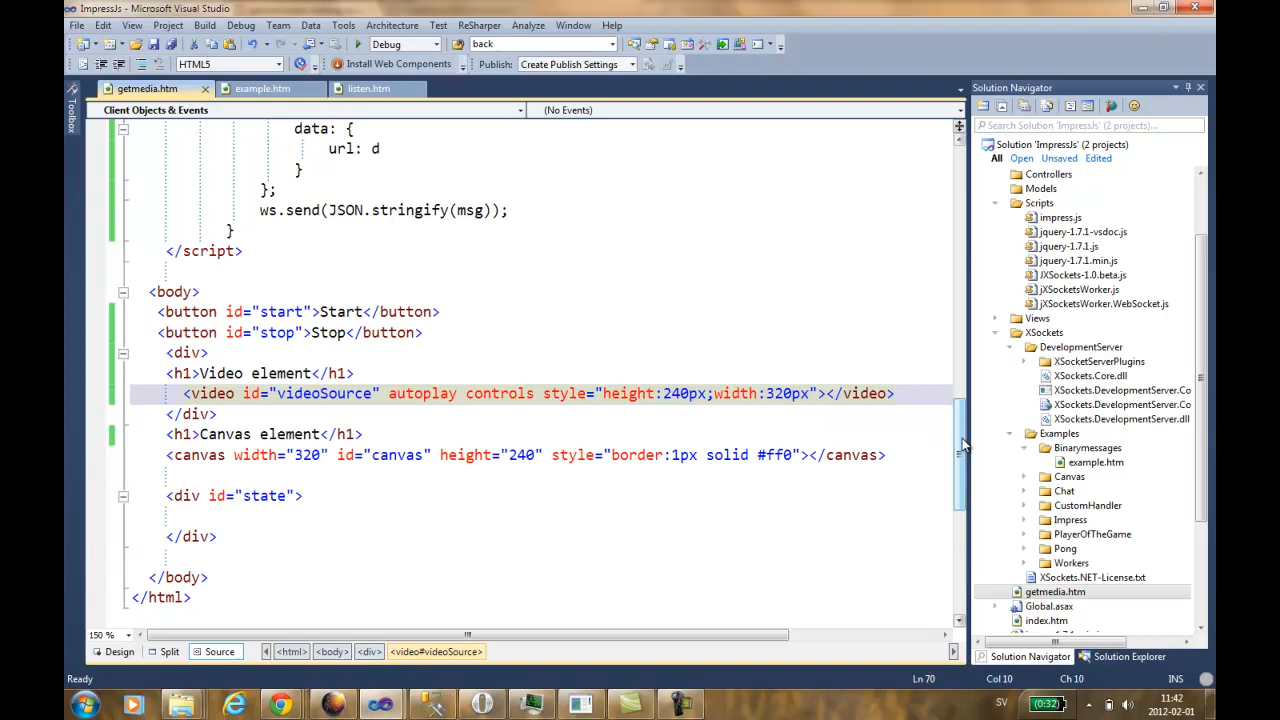 ImpressJs - Microsoft Visual Studio
File Edit View Project Build Debug Team Data Tools Architecture Test ReSharper Analyze Window Help
Debug back
HTML5 Install Web Components Publish: Create Publish Settings
Toolbox
getmedia.htm example.htm listen.htm
Client Objects & Events (No Events)
data: {
url: d
}
};
ws.send(JSON.stringify(msg));
}
</script>
<body>
<button id="start">Start</button>
<button id="stop">Stop</button>
<div>
<h1>Video element</h1>
<video id="videoSource" autoplay controls style="height:240px;width:320px"></video>
</div>
<h1>Canvas element</h1>
<canvas width="320" id="canvas" height="240" style="border:1px solid #ff0"></canvas>
<div id="state">
</div>
</body>
</html>
150 %
Design Split Source <html> <body> <div> <video#videoSource>
Solution Navigator
Search Solution 'ImpressJs' (2 projects)...
Solution 'ImpressJs' (2 projects)
All Open Unsaved Edited
Controllers
Models
Scripts
impress.js
jquery-1.7.1-vsdoc.js
jquery-1.7.1.js
jquery-1.7.1.min.js
JXSockets-1.0.beta.js
jXSocketsWorker.js
jXSocketsWorker.WebSocket.js
Views
XSockets
DevelopmentServer
XSocketServerPlugins
XSockets.Core.dll
XSockets.DevelopmentServer.Co
XSockets.DevelopmentServer.Co
XSockets.DevelopmentServer.dll
Examples
Binarymessages
example.htm
Canvas
Chat
CustomHandler
Impress
PlayerOfTheGame
Pong
Workers
XSockets.NET-License.txt
getmedia.htm
Global.asax
index.htm
Solution Navigator Solution Explorer
Ready Ln 70 Col 10 Ch 10 INS
SV (0:32) 11:42
2012-02-01